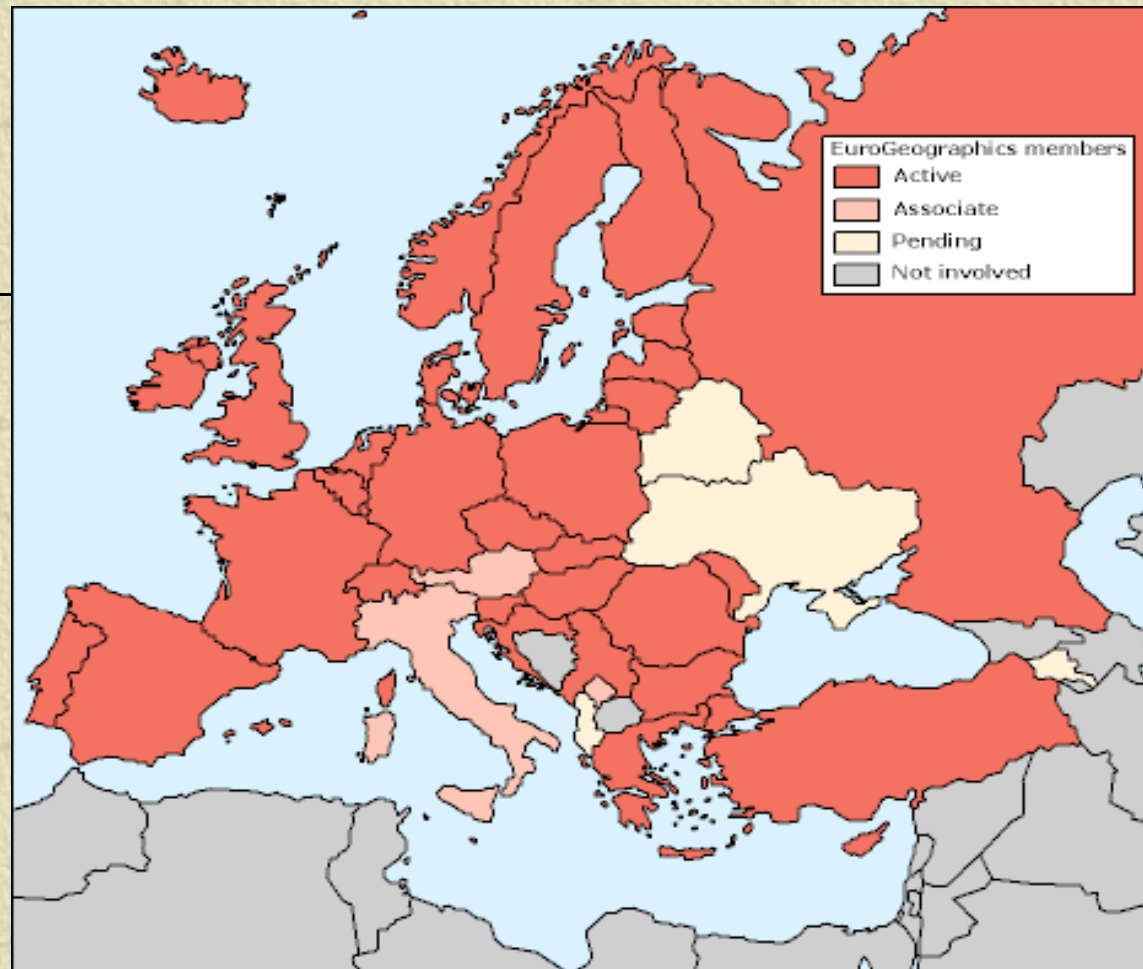 EuroGeographics members
Active
Associate
Pending
Not involved